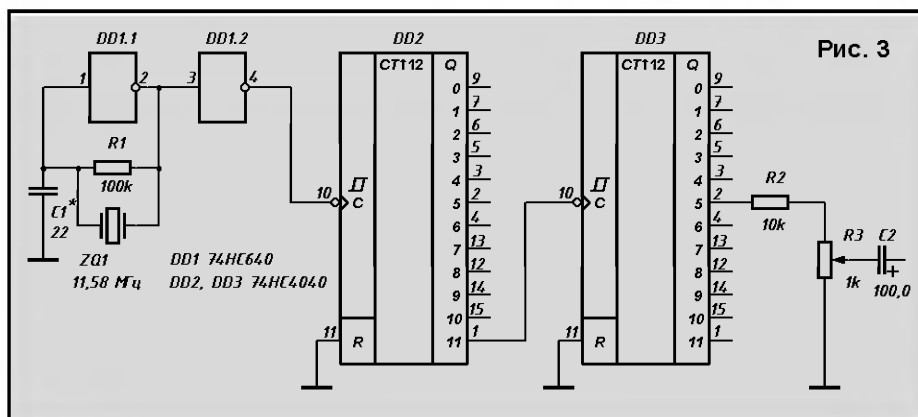 DD1.1
DD1.2
DD2
DD3
Рис. 3
1
2
3
4
R1
100k
C1*
22
ZQ1
11,58 МГц
DD1 74HC640
DD2, DD3 74HC4040
CT112
Q
10
C
11
R
0
9
1
7
2
6
3
5
4
3
5
2
6
4
7
13
8
12
9
14
10
15
11
1
CT112
Q
10
C
11
R
0
9
1
7
2
6
3
5
4
3
5
2
6
4
7
13
8
12
9
14
10
15
11
1
R2
10k
R3
1k
C2
+
100,0